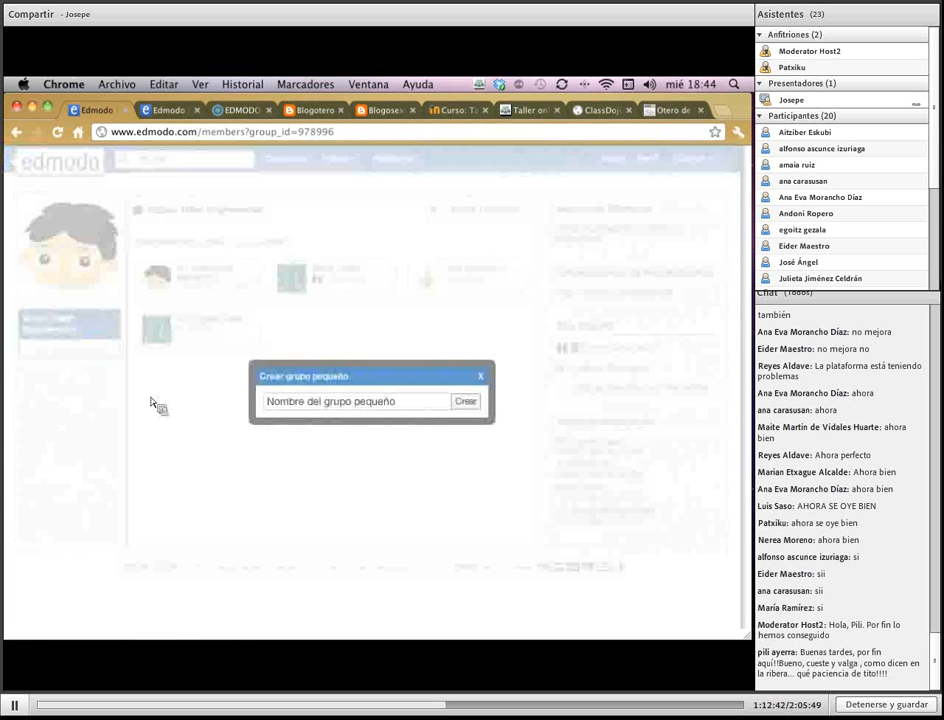 Compartir - Josepe
Chrome Archivo Editar Ver Historial Marcadores Ventana Ayuda mié 18:44
Edmodo Edmodo EDMODO Blogotero Blogosex Curso: T Taller on ClassDoj Otero de
www.edmodo.com/members?group_id=978996
edmodo
Crear grupo pequeño X
Nombre del grupo pequeño Crear
Asistentes (23)
Anfitriones (2)
Moderator Host2
Patxiku
Presentadores (1)
Josepe
Participantes (20)
Aitziber Eskubi
alfonso ascunce izuriaga
amaia ruiz
ana carasusan
Ana Eva Morancho Díaz
Andoni Ropero
egoitz gezala
Eider Maestro
José Ángel
Julieta Jiménez Celdrán
Chat (Todos)
también
Ana Eva Morancho Díaz: no mejora
Eider Maestro: no mejora no
Reyes Aldave: La plataforma está teniendo
problemas
Ana Eva Morancho Díaz: ahora
ana carasusan: ahora
Maite Martin de Vidales Huarte: ahora
bien
Reyes Aldave: Ahora perfecto
Marian Etxague Alcalde: Ahora bien
Ana Eva Morancho Díaz: ahora bien
Luis Saso: AHORA SE OYE BIEN
Patxiku: ahora se oye bien
Nerea Moreno: ahora bien
alfonso ascunce izuriaga: si
Eider Maestro: sii
ana carasusan: sii
María Ramírez: si
Moderator Host2: Hola, Pili. Por fin lo
hemos conseguido
pili ayerra: Buenas tardes, por fin
aquí!!Bueno, cueste y valga , como dicen en
la ribera... qué paciencia de tito!!!!
1:12:42/2:05:49 Detenerse y guardar